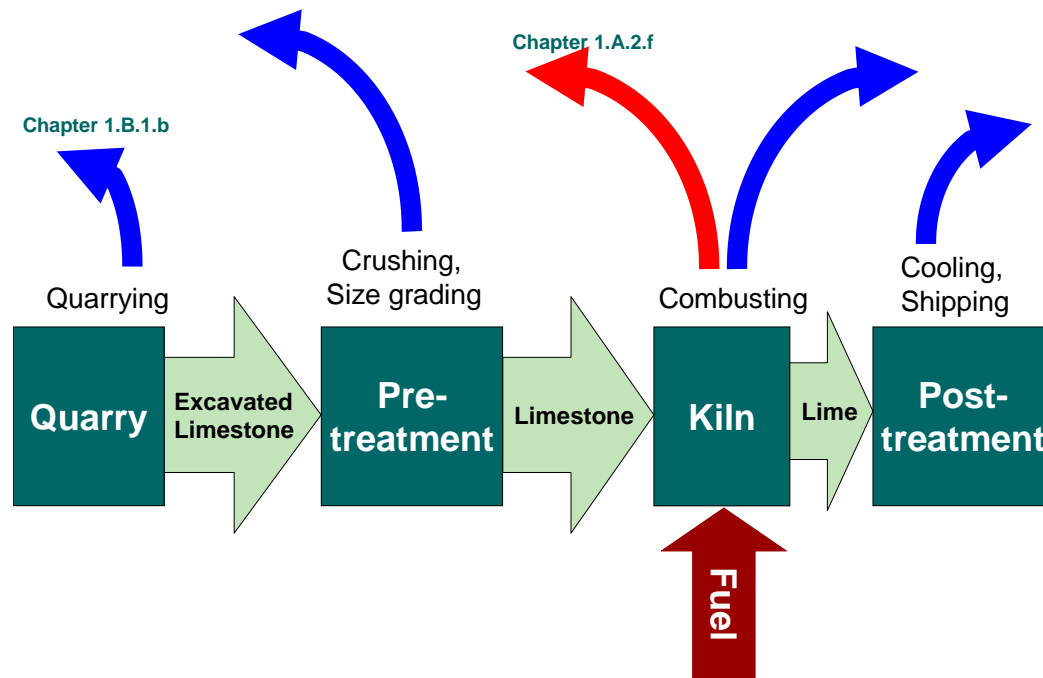 Chapter 1.A.2.f
Chapter 1.B.1.b
Quarrying
Crushing,
Size grading
Combusting
Cooling,
Shipping
Quarry
Excavated
Limestone
Pre-
treatment
Limestone
Kiln
Lime
Post-
treatment
Fuel